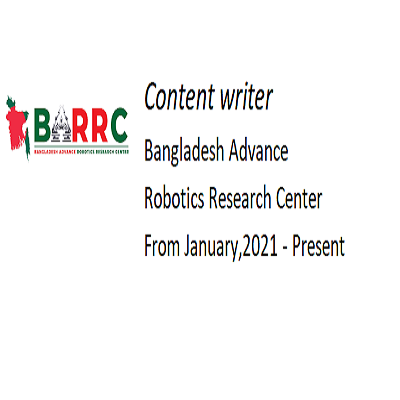 BARRC
BANGLADESH ADVANCE ROBOTICS RESEARCH CENTER
Content writer
Bangladesh Advance
Robotics Research Center
From January,2021 - Present